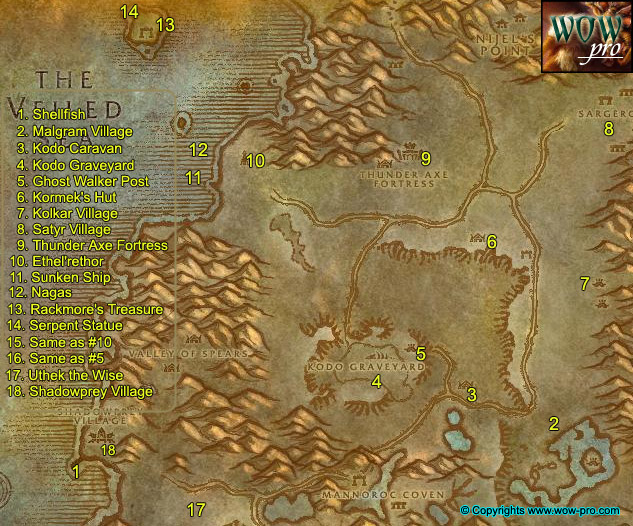 14
13
NIJEL'S
POINT
WOW
pro
THE
VEILED
SEA
SARGERO
1. Shellfish
2. Malgram Village
3. Kodo Caravan
4. Kodo Graveyard
5. Ghost Walker Post
6. Kormek's Hut
7. Kolkar Village
8. Satyr Village
9. Thunder Axe Fortress
10. Ethel'rethor
11. Sunken Ship
12. Nagas
13. Rackmore's Treasure
14. Serpent Statue
15. Same as #10
16. Same as #5
17. Uthek the Wise
18. Shadowprey Village
8
12
10
9
11
THUNDER AXE
FORTRESS
6
7
VALLEY OF SPEARS
5
KODO GRAVEYARD
4
3
SHADOWPREY
VILLAGE
2
18
1
MANNOROC COVEN
17
© Copyrights www.wow-pro.com